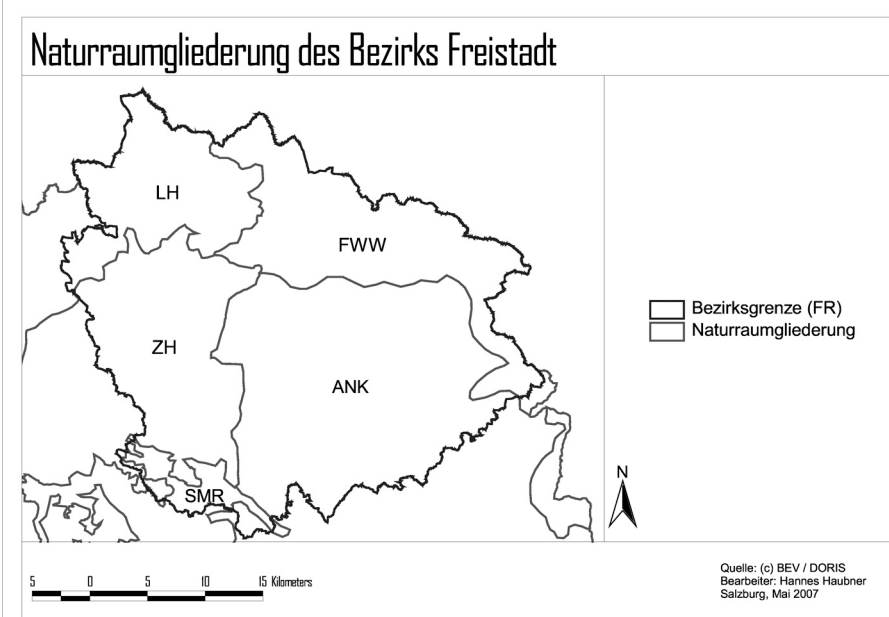 Naturraumgliederung des Bezirks Freistadt
LH
FWW
ZH
ANK
SMR
Bezirksgrenze (FR)
Naturraumgliederung
N
5 0 5 10 15 Kilometers
Quelle: (c) BEV / DORIS
Bearbeiter: Hannes Haubner
Salzburg, Mai 2007